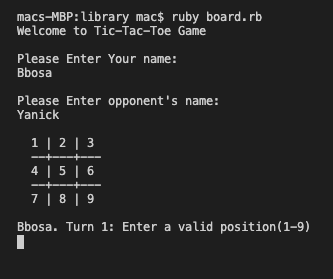 macs-MBP:library mac$ ruby board.rb
Welcome to Tic-Tac-Toe Game
Please Enter Your name:
Bbosa
Please Enter opponent's name:
Yanick
1 | 2 | 3
---+---+---
4 | 5 | 6
---+---+---
7 | 8 | 9
Bbosa. Turn 1: Enter a valid position(1-9)